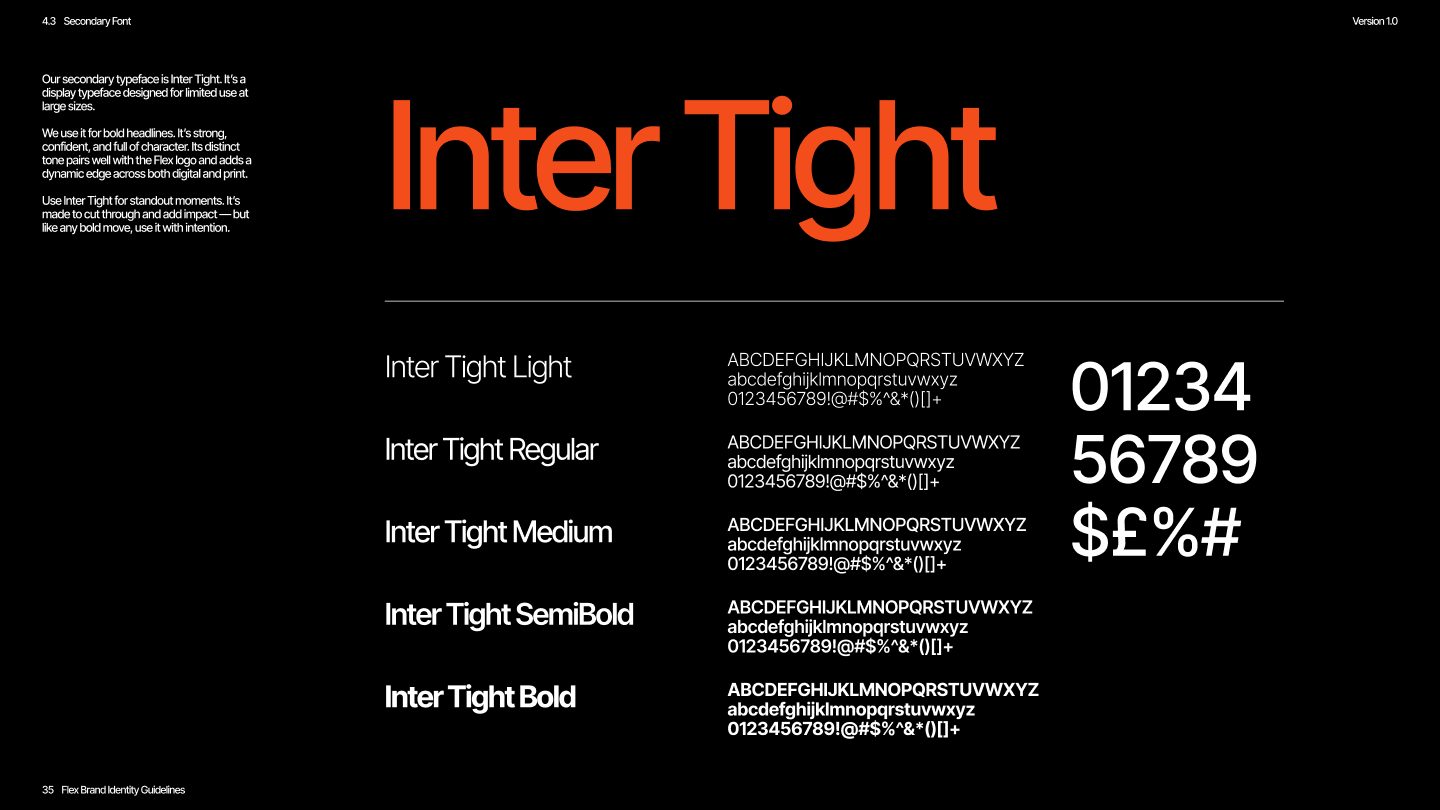 4.3 Secondary Font
Version 1.0
Our secondary typeface is Inter Tight. It's a
display typeface designed for limited use at
large sizes.
We use it for bold headlines. It's strong,
confident, and full of character. Its distinct
tone pairs well with the Flex logo and adds a
dynamic edge across both digital and print.
Use Inter Tight for standout moments. It's
made to cut through and add impact — but
like any bold move, use it with intention.
Inter Tight
Inter Tight Light
ABCDEFGHIJKLMNOPQRSTUVWXYZ
abcdefghijklmnopqrstuvwxyz
0123456789!@#$%^&*()[]+
Inter Tight Regular
ABCDEFGHIJKLMNOPQRSTUVWXYZ
abcdefghijklmnopqrstuvwxyz
0123456789!@#$%^&*()[]+
Inter Tight Medium
ABCDEFGHIJKLMNOPQRSTUVWXYZ
abcdefghijklmnopqrstuvwxyz
0123456789!@#$%^&*()[]+
Inter Tight SemiBold
ABCDEFGHIJKLMNOPQRSTUVWXYZ
abcdefghijklmnopqrstuvwxyz
0123456789!@#$%^&*()[]+
Inter Tight Bold
ABCDEFGHIJKLMNOPQRSTUVWXYZ
abcdefghijklmnopqrstuvwxyz
0123456789!@#$%^&*()[]+
01234
56789
$£%#
35 Flex Brand Identity Guidelines